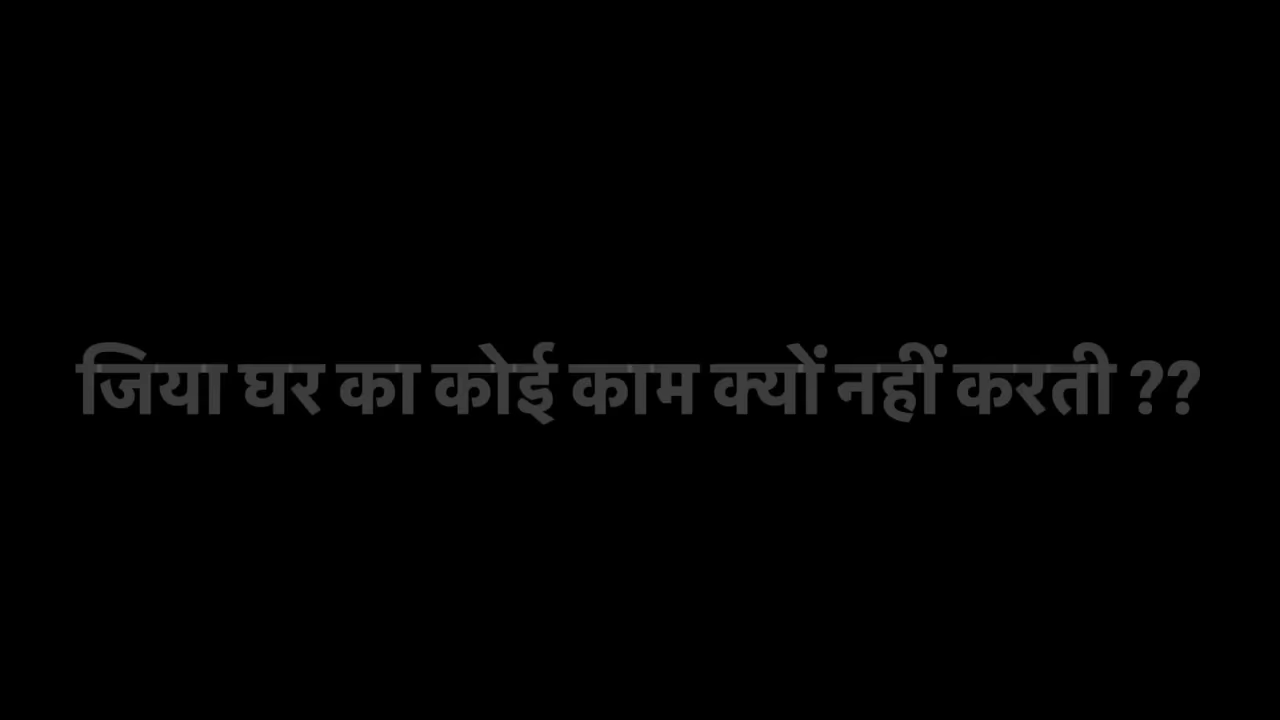 जिया घर का कोई काम क्यों नहीं करती ??